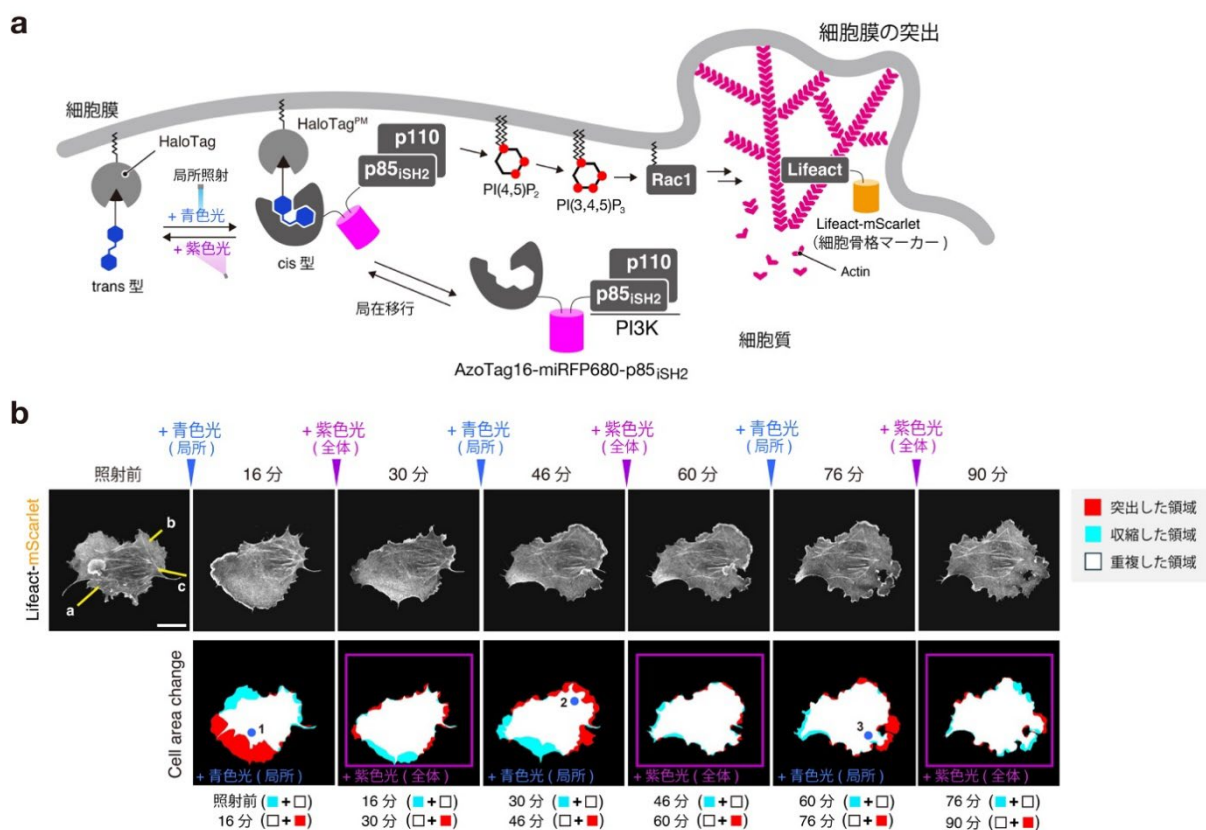 a
細胞膜の突出
細胞膜
HaloTag
HaloTagPM
局所照射
+ 青色光
+ 紫色光
trans 型
cis 型
p110
p85iSH2
PI(4,5)P2
PI(3,4,5)P3
Rac1
Lifeact
Lifeact-mScarlet
(細胞骨格マーカー)
Actin
局在移行
p110
p85iSH2
PI3K
AzoTag16-miRFP680-p85iSH2
細胞質
b
+ 青色光
(局所)
+ 紫色光
(全体)
+ 青色光
(局所)
+ 紫色光
(全体)
+ 青色光
(局所)
+ 紫色光
(全体)
照射前 16 分 30 分 46 分 60 分 76 分 90 分
Lifeact-mScarlet
a
b
c
突出した領域
収縮した領域
重複した領域
Cell area change
1
2
3
+ 青色光 ( 局所 ) + 紫色光 ( 全体 ) + 青色光 ( 局所 ) + 紫色光 ( 全体 ) + 青色光 ( 局所 ) + 紫色光 ( 全体 )
照射前 (■+□) 16 分 (■+□) 30 分 (■+□) 46 分 (■+□) 60 分 (■+□) 76 分 (■+□)
16 分 (□+■) 30 分 (□+■) 46 分 (□+■) 60 分 (□+■) 76 分 (□+■) 90 分 (□+■)